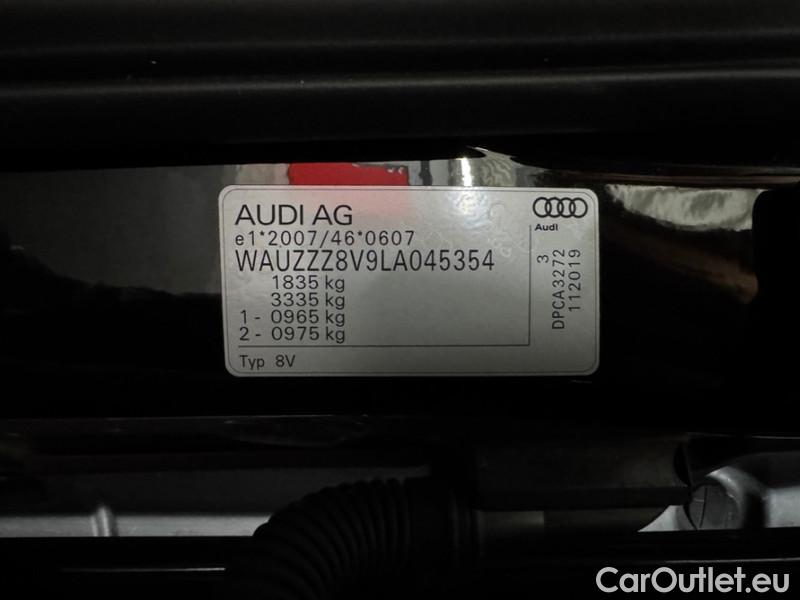 AUDI AG
e1*2007/46*0607
WAUZZZ8V9LA045354
1835 kg
3335 kg
1 - 0965 kg
2 - 0975 kg
Typ 8V
Audi
3
DPCA3272
112019
CarOutlet.eu